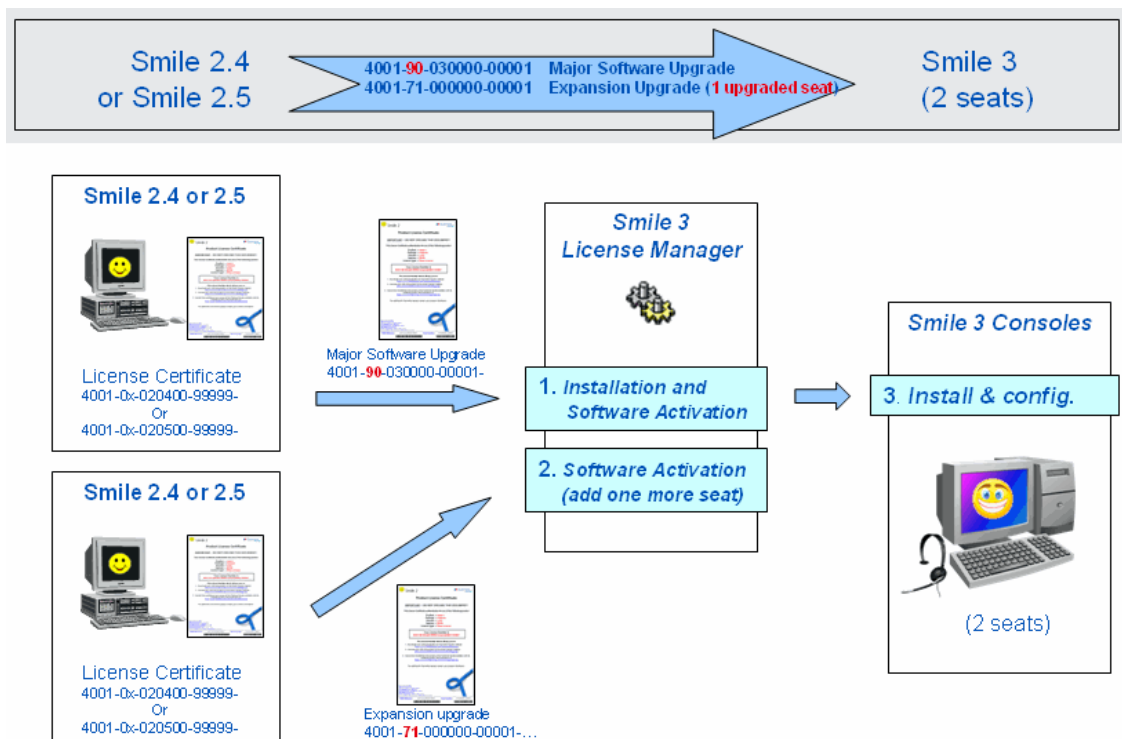 Smile 2.4
or Smile 2.5
4001-90-030000-00001 Major Software Upgrade
4001-71-000000-00001 Expansion Upgrade (1 upgraded seat)
Smile 3
(2 seats)
Smile 2.4 or 2.5
License Certificate
4001-0x-020400-99999-
Or
4001-0x-020500-99999-
Major Software Upgrade
4001-90-030000-00001-
Smile 3
License Manager
1. Installation and
Software Activation
2. Software Activation
(add one more seat)
Smile 3 Consoles
3. Install & config.
(2 seats)
Smile 2.4 or 2.5
License Certificate
4001-0x-020400-99999-
Or
4001-0x-020500-99999-
Expansion upgrade
4001-71-000000-00001-...